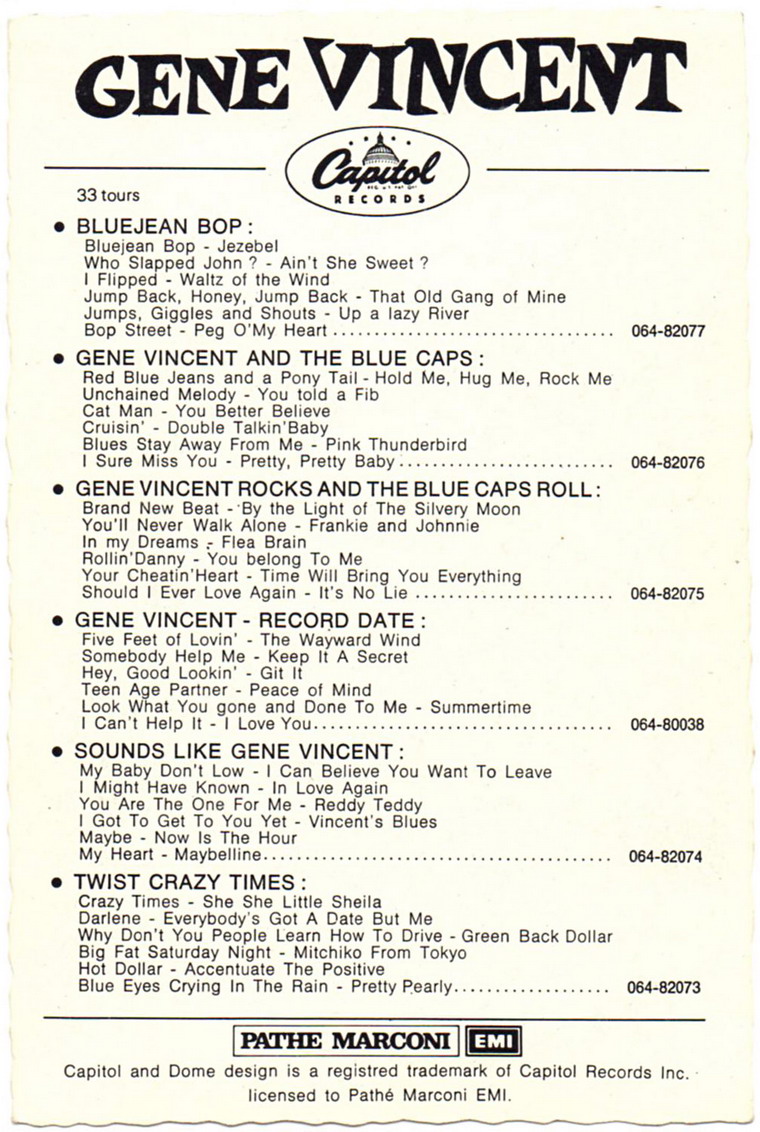 GENE VINCENT
Capitol
REG. U.S. PAT. OFF.
RECORDS
33 tours
• BLUEJEAN BOP :
Bluejean Bop - Jezebel
Who Slapped John ? - Ain't She Sweet ?
I Flipped - Waltz of the Wind
Jump Back, Honey, Jump Back - That Old Gang of Mine
Jumps, Giggles and Shouts - Up a lazy River
Bop Street - Peg O'My Heart ................................ 064-82077
• GENE VINCENT AND THE BLUE CAPS :
Red Blue Jeans and a Pony Tail - Hold Me, Hug Me, Rock Me
Unchained Melody - You told a Fib
Cat Man - You Better Believe
Cruisin' - Double Talkin'Baby
Blues Stay Away From Me - Pink Thunderbird
I Sure Miss You - Pretty, Pretty Baby ........................ 064-82076
• GENE VINCENT ROCKS AND THE BLUE CAPS ROLL :
Brand New Beat - By the Light of The Silvery Moon
You'll Never Walk Alone - Frankie and Johnnie
In my Dreams - Flea Brain
Rollin'Danny - You belong To Me
Your Cheatin'Heart - Time Will Bring You Everything
Should I Ever Love Again - It's No Lie ....................... 064-82075
• GENE VINCENT - RECORD DATE :
Five Feet of Lovin' - The Wayward Wind
Somebody Help Me - Keep It A Secret
Hey, Good Lookin' - Git It
Teen Age Partner - Peace of Mind
Look What You gone and Done To Me - Summertime
I Can't Help It - I Love You.................................. 064-80038
• SOUNDS LIKE GENE VINCENT :
My Baby Don't Low - I Can Believe You Want To Leave
I Might Have Known - In Love Again
You Are The One For Me - Reddy Teddy
I Got To Get To You Yet - Vincent's Blues
Maybe - Now Is The Hour
My Heart - Maybelline........................................ 064-82074
• TWIST CRAZY TIMES :
Crazy Times - She She Little Sheila
Darlene - Everybody's Got A Date But Me
Why Don't You People Learn How To Drive - Green Back Dollar
Big Fat Saturday Night - Mitchiko From Tokyo
Hot Dollar - Accentuate The Positive
Blue Eyes Crying In The Rain - Pretty Pearly.................. 064-82073
PATHE MARCONI EMI
Capitol and Dome design is a registred trademark of Capitol Records Inc.
licensed to Pathé Marconi EMI.